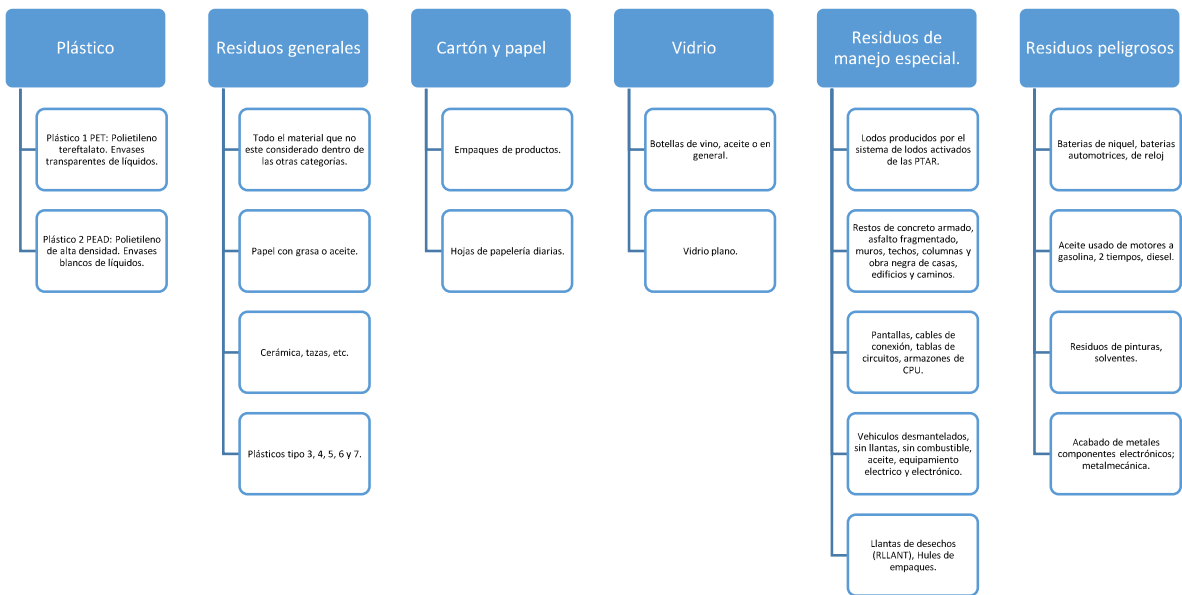 Plástico
Plástico 1 PET: Polietileno
tereftalato. Envases
transparentes de líquidos.
Plástico 2 PEAD: Polietileno
de alta densidad. Envases
blancos de líquidos.
Residuos generales
Todo el material que no
este considerado dentro de
las otras categorías.
Papel con grasa o aceite.
Cerámica, tazas, etc.
Plásticos tipo 3, 4, 5, 6 y 7.
Cartón y papel
Empaques de productos.
Hojas de papelería diarias.
Vidrio
Botellas de vino, aceite o en
general.
Vidrio plano.
Residuos de
manejo especial.
Lodos producidos por el
sistema de lodos activados
de las PTAR.
Restos de concreto armado,
asfalto fragmentado,
muros, techos, columnas y
obra negra de casas,
edificios y caminos.
Pantallas, cables de
conexión, tablas de
circuitos, armazones de
CPU.
Vehiculos desmantelados,
sin llantas, sin combustible,
aceite, equipamiento
electrico y electrónico.
Llantas de desechos
(RLLANT), Hules de
empaques.
Residuos peligrosos
Baterias de niquel, baterias
automotrices, de reloj
Aceite usado de motores a
gasolina, 2 tiempos, diesel.
Residuos de pinturas,
solventes.
Acabado de metales
componentes electrónicos;
metalmecánica.